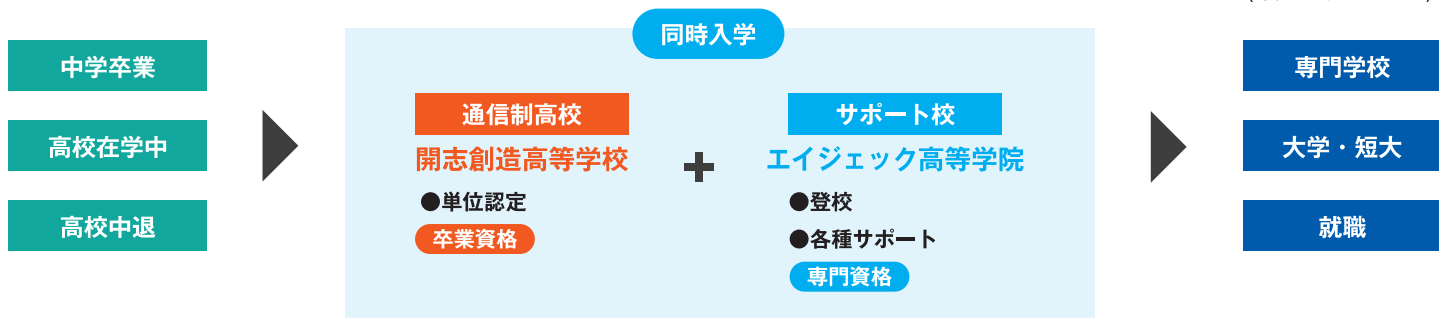 中学卒業
高校在学中
高校中退
同時入学
通信制高校
開志創造高等学校
●単位認定
卒業資格
+
サポート校
エイジェック高等学院
●登校
●各種サポート
専門資格
専門学校
大学・短大
就職